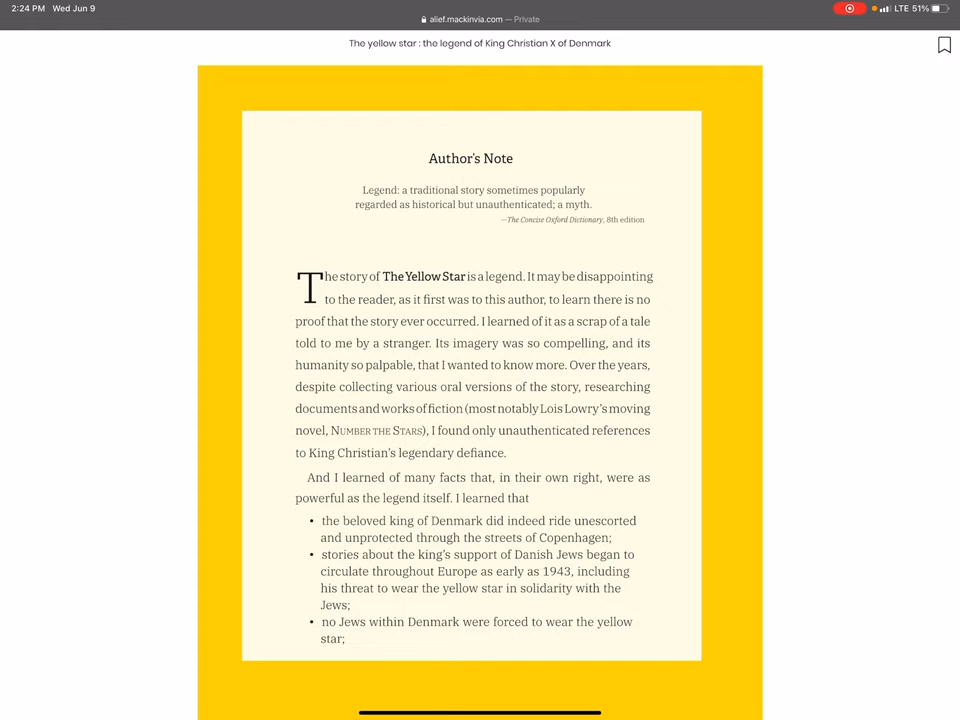 2:24 PM Wed Jun 9
LTE 51%
alief.mackinvia.com — Private
The yellow star : the legend of King Christian X of Denmark
Author's Note
Legend: a traditional story sometimes popularly
regarded as historical but unauthenticated; a myth.
—The Concise Oxford Dictionary, 8th edition
The story of The Yellow Star is a legend. It may be disappointing
to the reader, as it first was to this author, to learn there is no
proof that the story ever occurred. I learned of it as a scrap of a tale
told to me by a stranger. Its imagery was so compelling, and its
humanity so palpable, that I wanted to know more. Over the years,
despite collecting various oral versions of the story, researching
documents and works of fiction (most notably Lois Lowry's moving
novel, NUMBER THE STARS), I found only unauthenticated references
to King Christian's legendary defiance.
And I learned of many facts that, in their own right, were as
powerful as the legend itself. I learned that
• the beloved king of Denmark did indeed ride unescorted
and unprotected through the streets of Copenhagen;
• stories about the king's support of Danish Jews began to
circulate throughout Europe as early as 1943, including
his threat to wear the yellow star in solidarity with the
Jews;
• no Jews within Denmark were forced to wear the yellow
star;